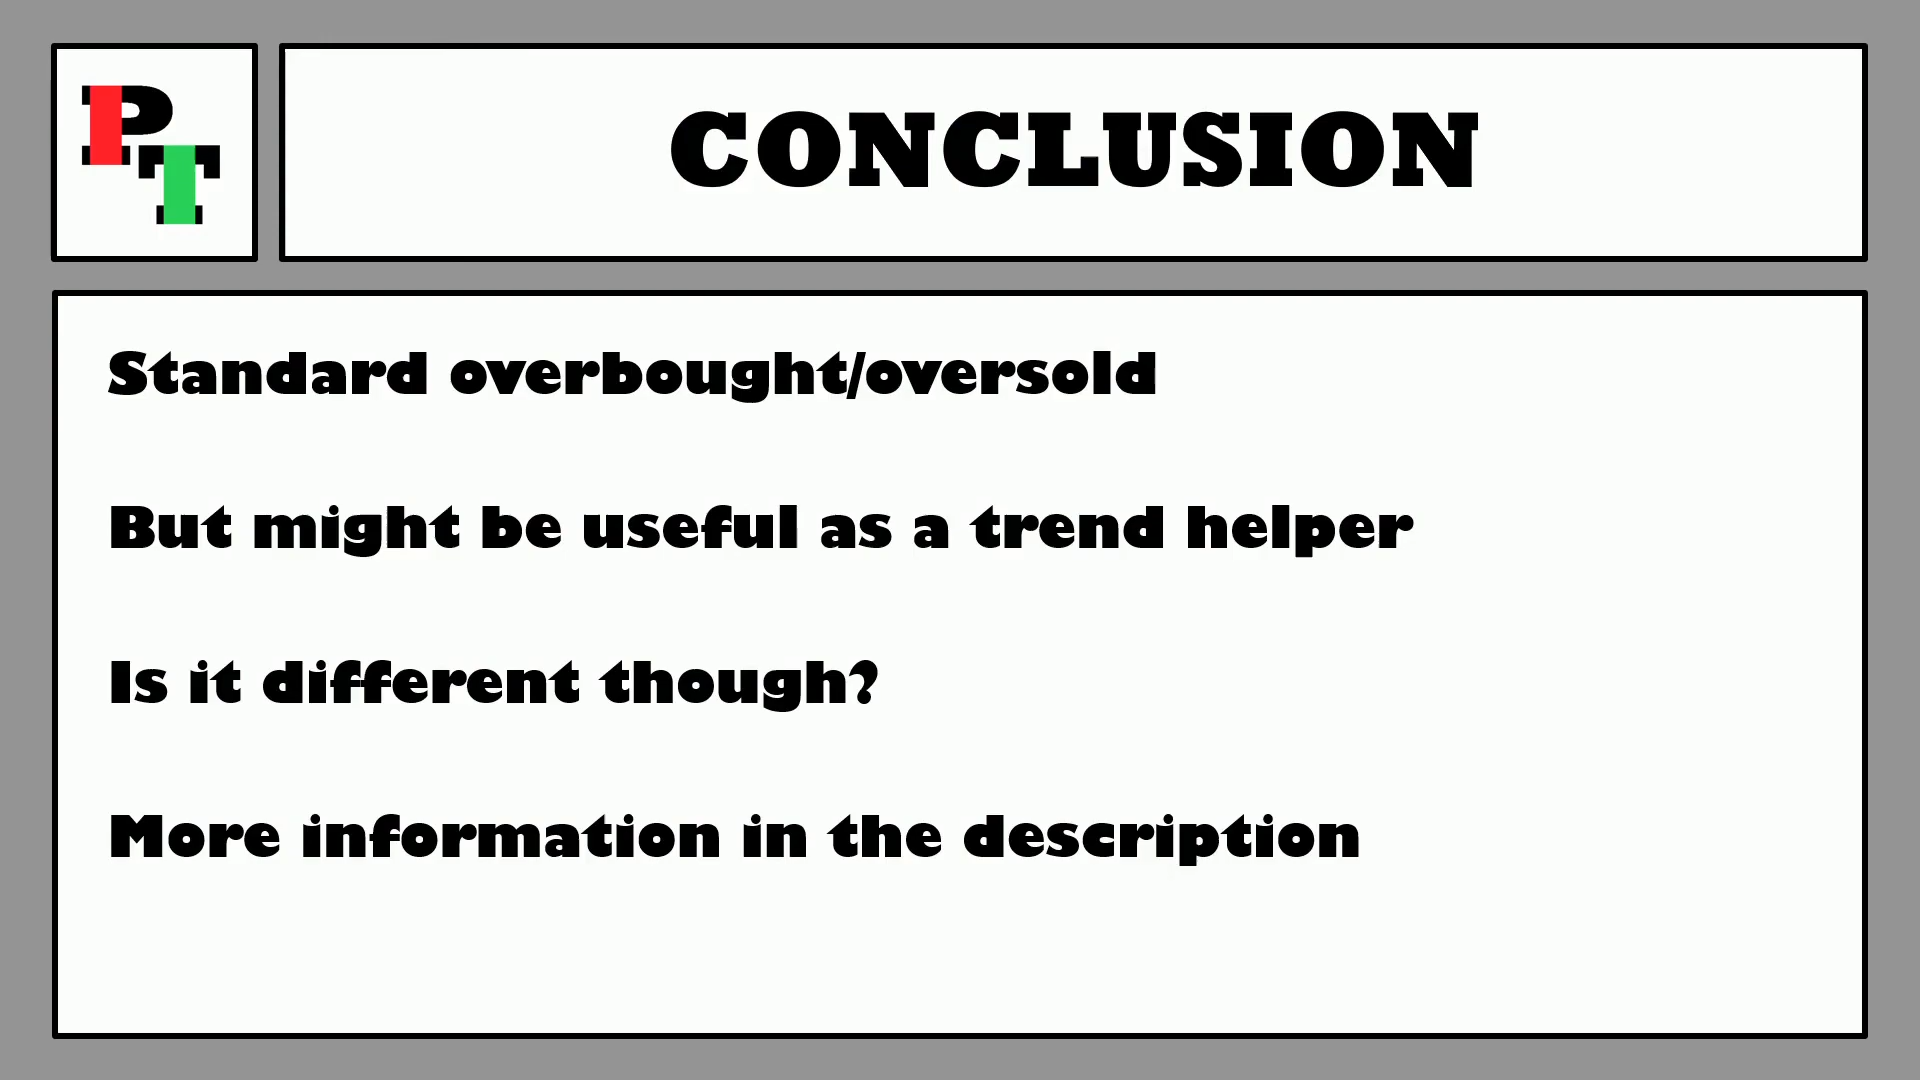 PT
CONCLUSION
Standard overbought/oversold
But might be useful as a trend helper
Is it different though?
More information in the description